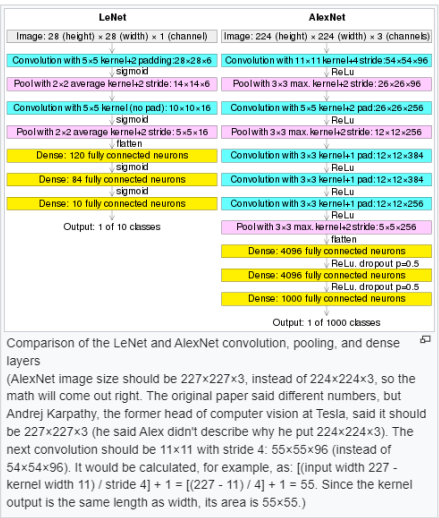 LeNet
Image: 28 (height) × 28 (width) × 1 (channel)
Convolution with 5×5 kernel+2 padding:28×28×6
sigmoid
Pool with 2×2 average kernel+2 stride:14×14×6
Convolution with 5×5 kernel (no pad):10×10×16
sigmoid
Pool with 2×2 average kernel+2 stride: 5×5×16
flatten
Dense: 120 fully connected neurons
sigmoid
Dense: 84 fully connected neurons
sigmoid
Dense: 10 fully connected neurons
Output: 1 of 10 classes
AlexNet
Image: 224 (height) × 224 (width) × 3 (channels)
Convolution with 11×11 kernel+4 stride:54×54×96
ReLu
Pool with 3×3 max. kernel+2 stride: 26×26×96
Convolution with 5×5 kernel+2 pad:26×26×256
ReLu
Pool with 3×3 max.kernel+2stride:12×12×256
Convolution with 3×3 kernel+1 pad:12×12×384
ReLu
Convolution with 3×3 kernel+1 pad:12×12×384
ReLu
Convolution with 3×3 kernel+1 pad:12×12×256
ReLu
Pool with 3×3 max.kernel+2stride:5×5×256
flatten
Dense: 4096 fully connected neurons
ReLu, dropout p=0.5
Dense: 4096 fully connected neurons
ReLu, dropout p=0.5
Dense: 1000 fully connected neurons
Output: 1 of 1000 classes
Comparison of the LeNet and AlexNet convolution, pooling, and dense
layers
(AlexNet image size should be 227×227×3, instead of 224×224×3, so the
math will come out right. The original paper said different numbers, but
Andrej Karpathy, the former head of computer vision at Tesla, said it should
be 227×227×3 (he said Alex didn't describe why he put 224×224×3). The
next convolution should be 11×11 with stride 4: 55×55×96 (instead of
54×54×96). It would be calculated, for example, as: [(input width 227 -
kernel width 11) / stride 4] + 1 = [(227 - 11) / 4] + 1 = 55. Since the kernel
output is the same length as width, its area is 55×55.)